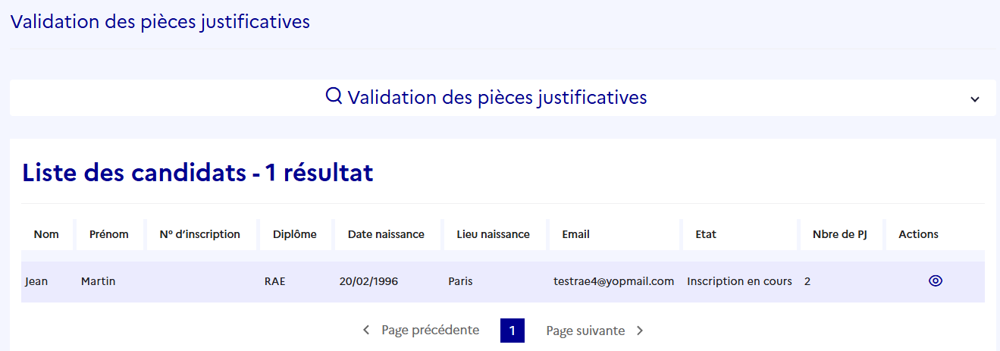 Validation des pièces justificatives
Validation des pièces justificatives
Liste des candidats - 1 résultat
Nom Prénom N° d’inscription Diplôme Date naissance Lieu naissance Email Etat Nbre de PJ Actions
Jean Martin RAE 20/02/1996 Paris testrae4@yopmail.com Inscription en cours 2
Page précédente 1 Page suivante